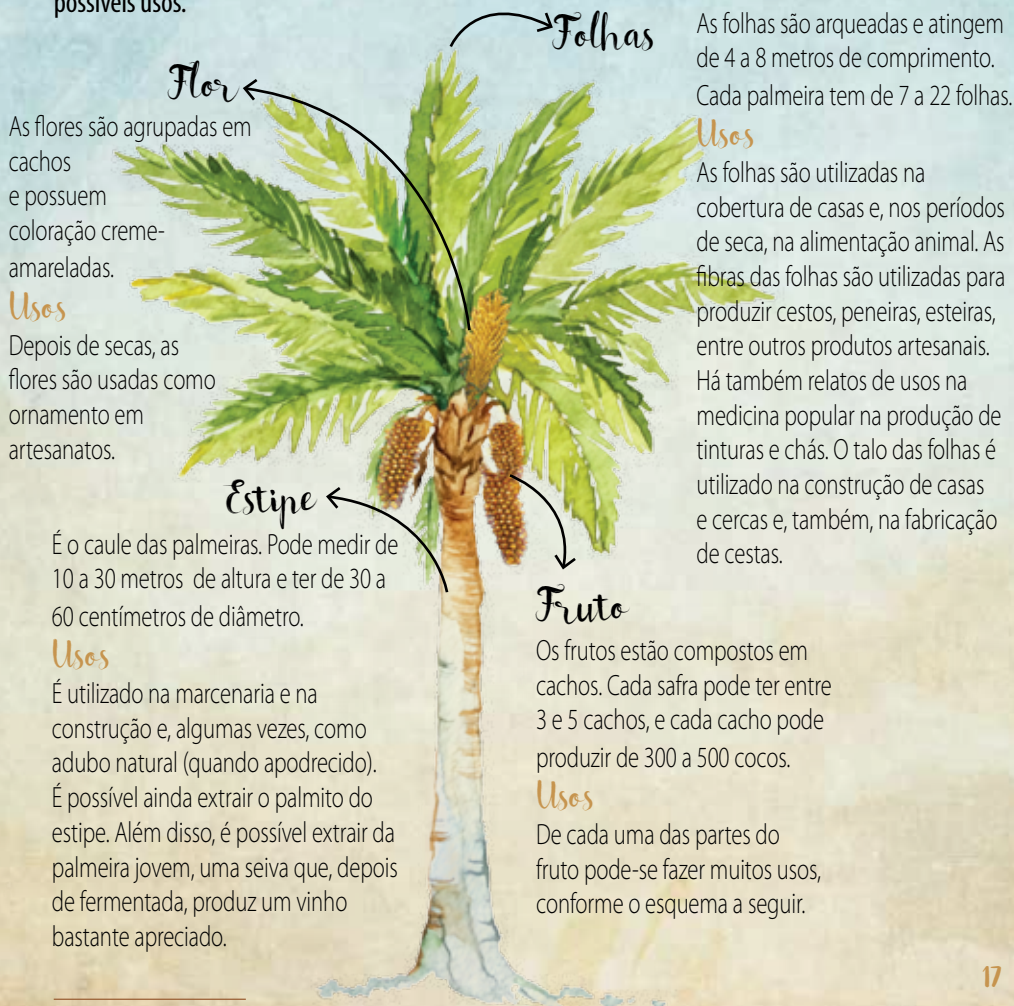 possíveis usos.
Folhas
As folhas são arqueadas e atingem
de 4 a 8 metros de comprimento.
Cada palmeira tem de 7 a 22 folhas.
Usos
As folhas são utilizadas na
cobertura de casas e, nos períodos
de seca, na alimentação animal. As
fibras das folhas são utilizadas para
produzir cestos, peneiras, esteiras,
entre outros produtos artesanais.
Há também relatos de usos na
medicina popular na produção de
tinturas e chás. O talo das folhas é
utilizado na construção de casas
e cercas e, também, na fabricação
de cestas.
Flor
As flores são agrupadas em
cachos
e possuem
coloração creme-
amareladas.
Usos
Depois de secas, as
flores são usadas como
ornamento em
artesanatos.
Estipe
É o caule das palmeiras. Pode medir de
10 a 30 metros de altura e ter de 30 a
60 centímetros de diâmetro.
Usos
É utilizado na marcenaria e na
construção e, algumas vezes, como
adubo natural (quando apodrecido).
É possível ainda extrair o palmito do
estipe. Além disso, é possível extrair da
palmeira jovem, uma seiva que, depois
de fermentada, produz um vinho
bastante apreciado.
Fruto
Os frutos estão compostos em
cachos. Cada safra pode ter entre
3 e 5 cachos, e cada cacho pode
produzir de 300 a 500 cocos.
Usos
De cada uma das partes do
fruto pode-se fazer muitos usos,
conforme o esquema a seguir.
17